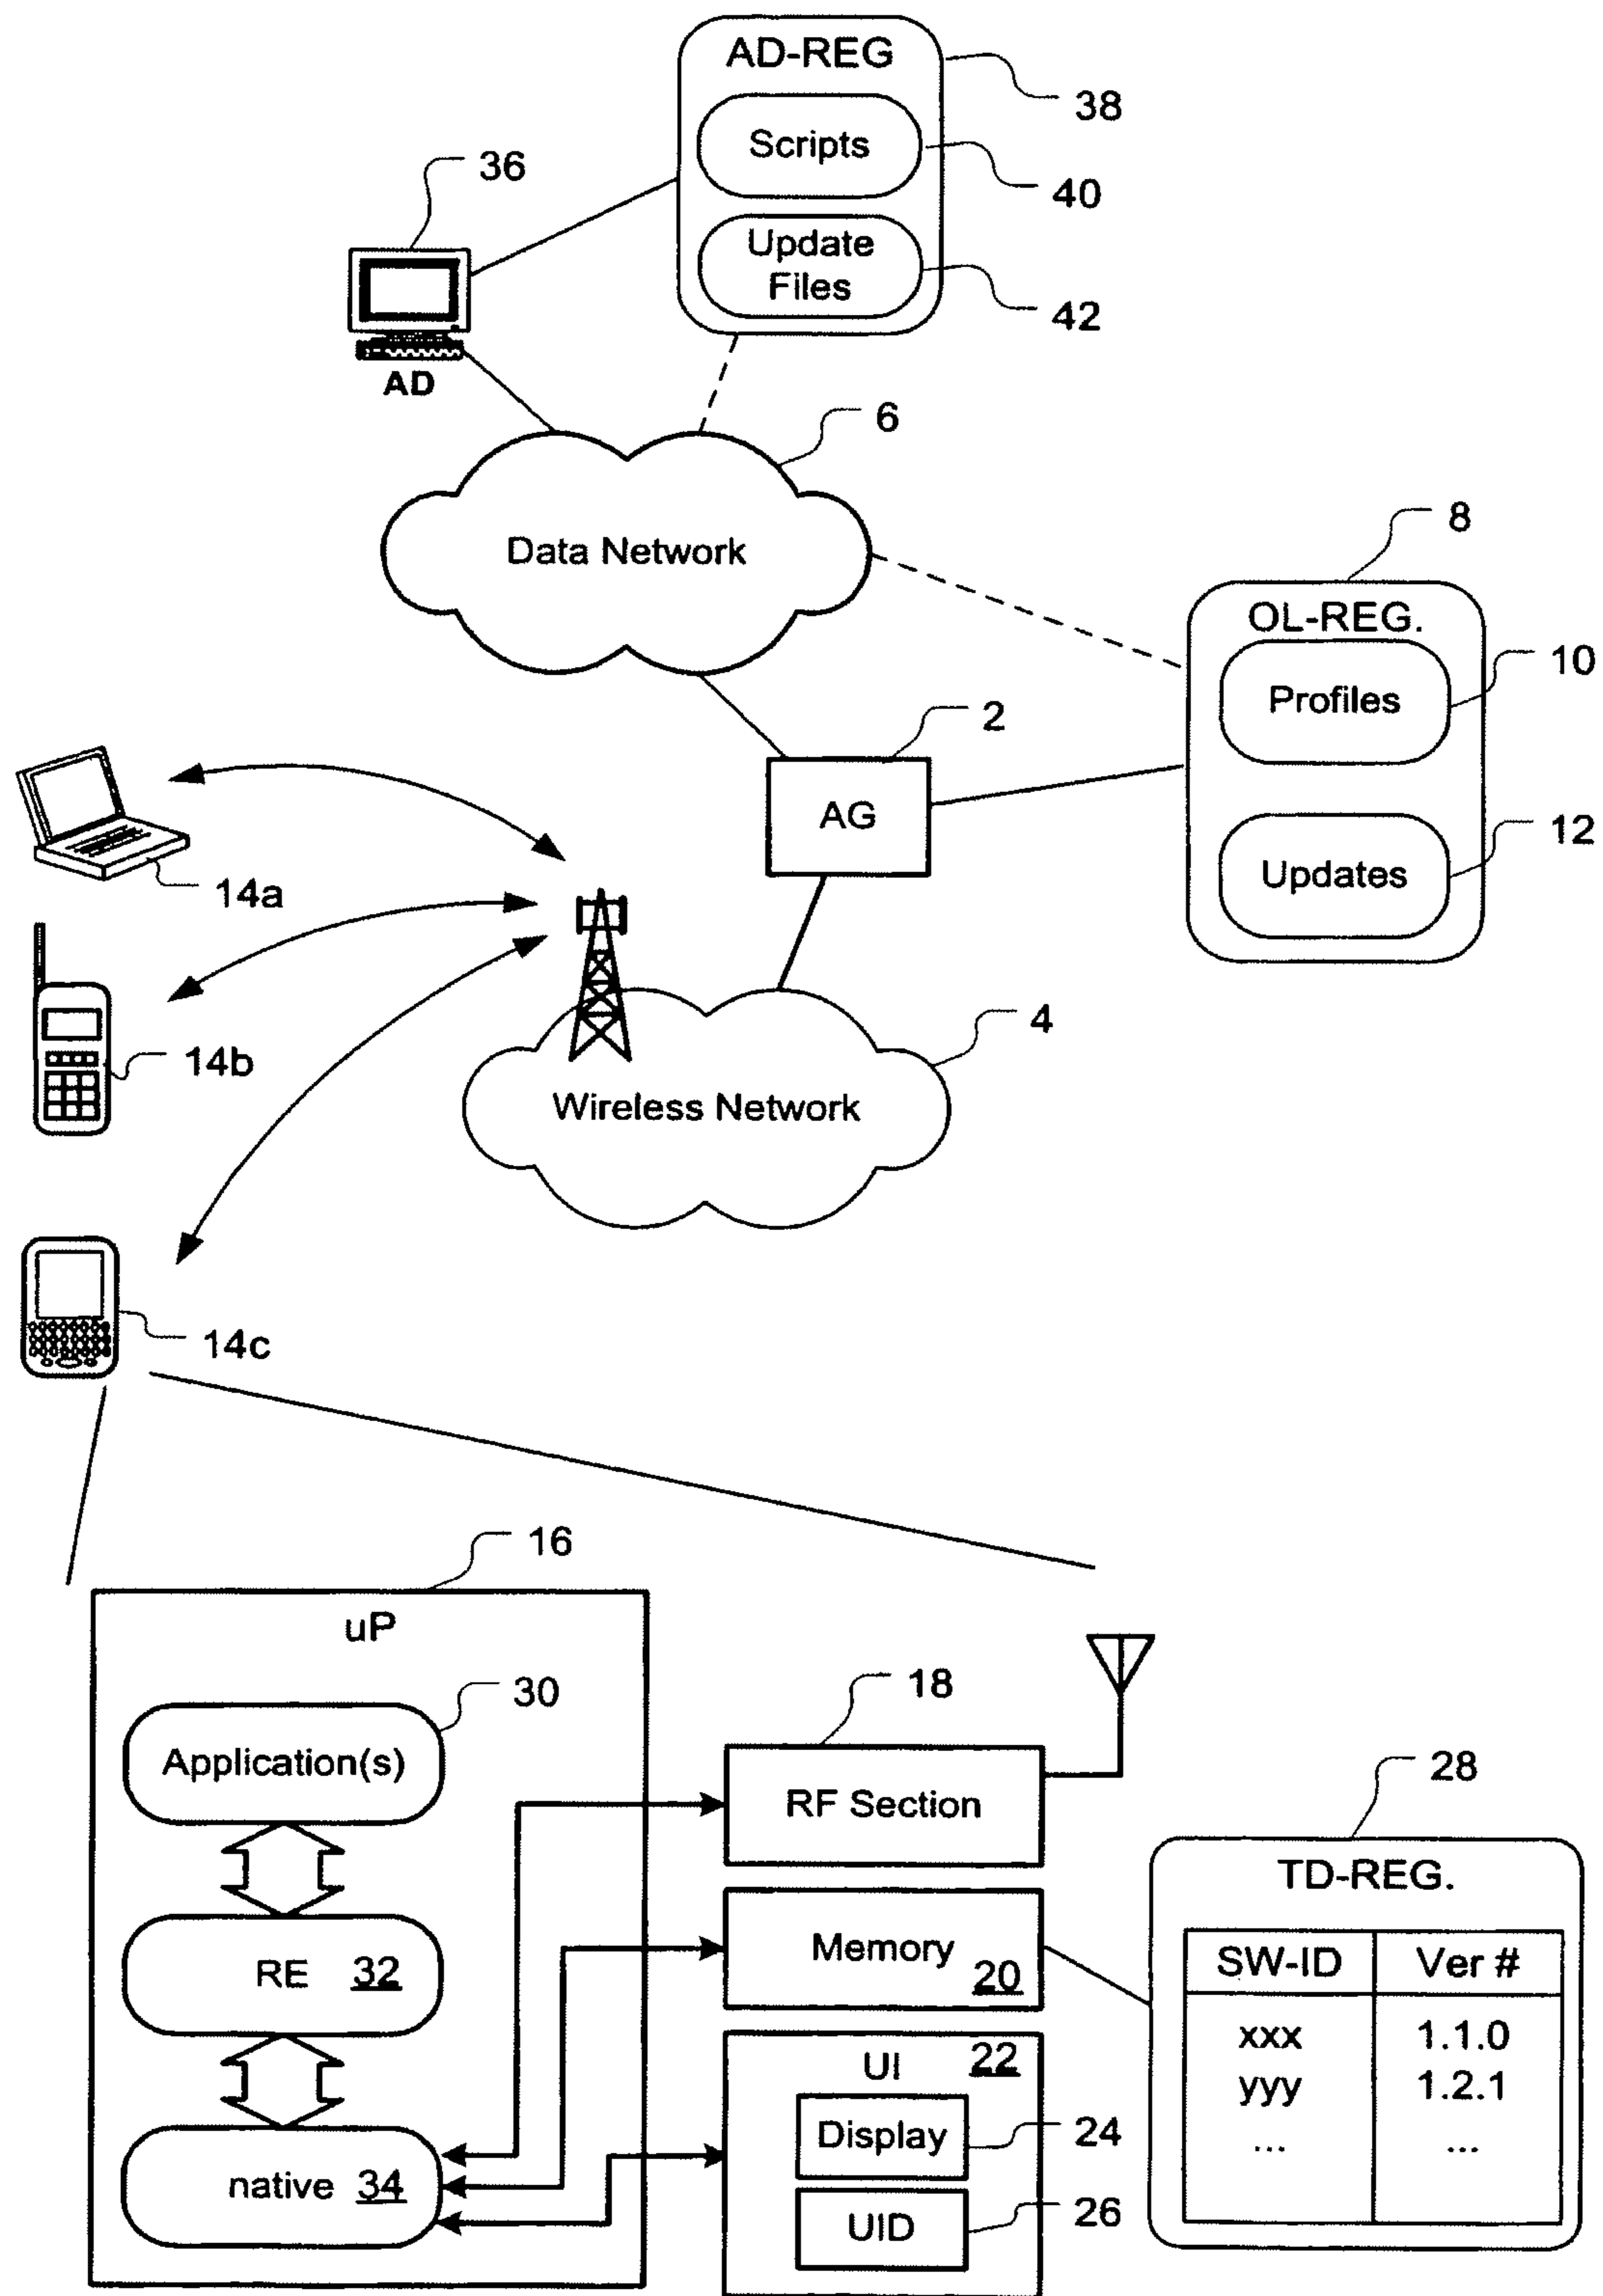 AD-REG
38
Scripts
36
40
Update
Files
42
AD
6
Data Network
8
OL-REG.
10
Profiles
2
AG
12
Updates
14a
14b
4
Wireless Network
14c
16
uP
30
18
Application(s)
28
RF Section
TD-REG.
Memory
20
SW-ID Ver #
RE 32
xxx 1.1.0
UI 22
yyy 1.2.1
Display
24
... ...
native 34
UID
26